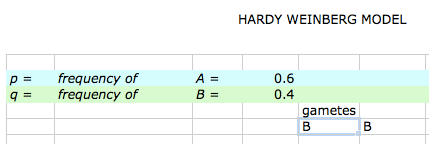 HARDY WEINBERG MODEL
p = frequency of A = 0.6
q = frequency of B = 0.4
gametes
B B